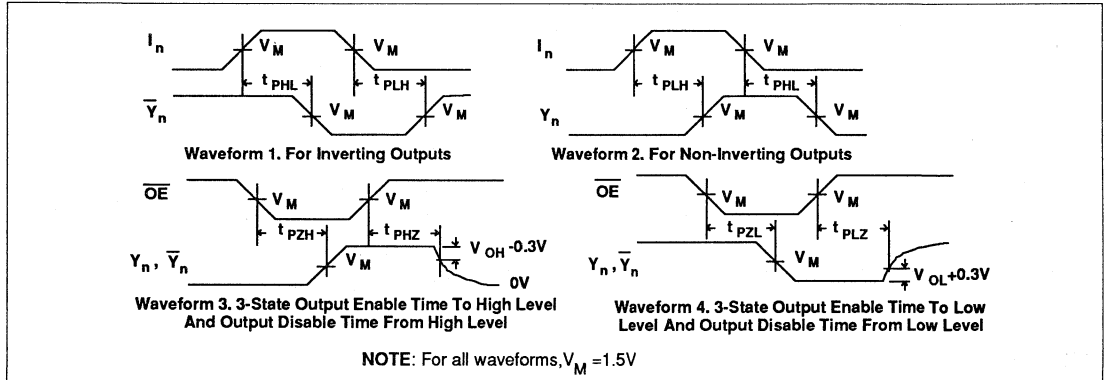 I n V M V M
t PHL t PLH
Y̅ n V M V M
Waveform 1. For Inverting Outputs
I n V M V M
t PLH t PHL
Y n V M V M
Waveform 2. For Non-Inverting Outputs
O̅E̅ V M V M
t PZH t PHZ
V OH -0.3V
Y n , Y̅ n V M 0V
Waveform 3. 3-State Output Enable Time To High Level
And Output Disable Time From High Level
O̅E̅ V M V M
t PZL t PLZ
Y n , Y̅ n V M V OL +0.3V
Waveform 4. 3-State Output Enable Time To Low
Level And Output Disable Time From Low Level
NOTE: For all waveforms,V M =1.5V